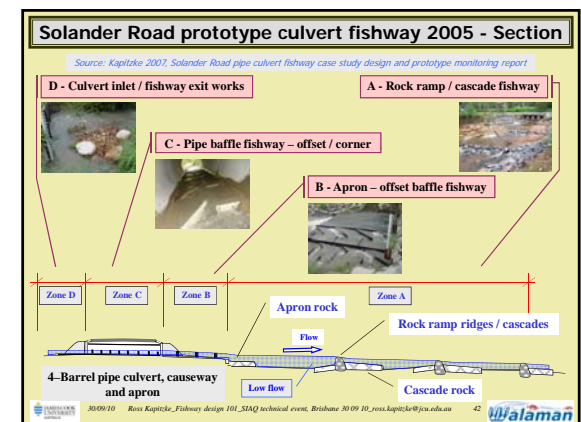 Solander Road prototype culvert fishway 2005 - Section
Source: Kapitzke 2007, Solander Road pipe culvert fishway case study design and prototype monitoring report
D - Culvert inlet / fishway exit works
A - Rock ramp / cascade fishway
C - Pipe baffle fishway – offset / corner
B - Apron – offset baffle fishway
Zone D
Zone C
Zone B
Zone A
Apron rock
Rock ramp ridges / cascades
Flow
4–Barrel pipe culvert, causeway
and apron
Low flow
Cascade rock
JAMES COOK
UNIVERSITY
AUSTRALIA
30/09/10 Ross Kapitzke_Fishway design 101_SIAQ technical event, Brisbane 30 09 10_ross.kapitzke@jcu.edu.au 42
Walaman